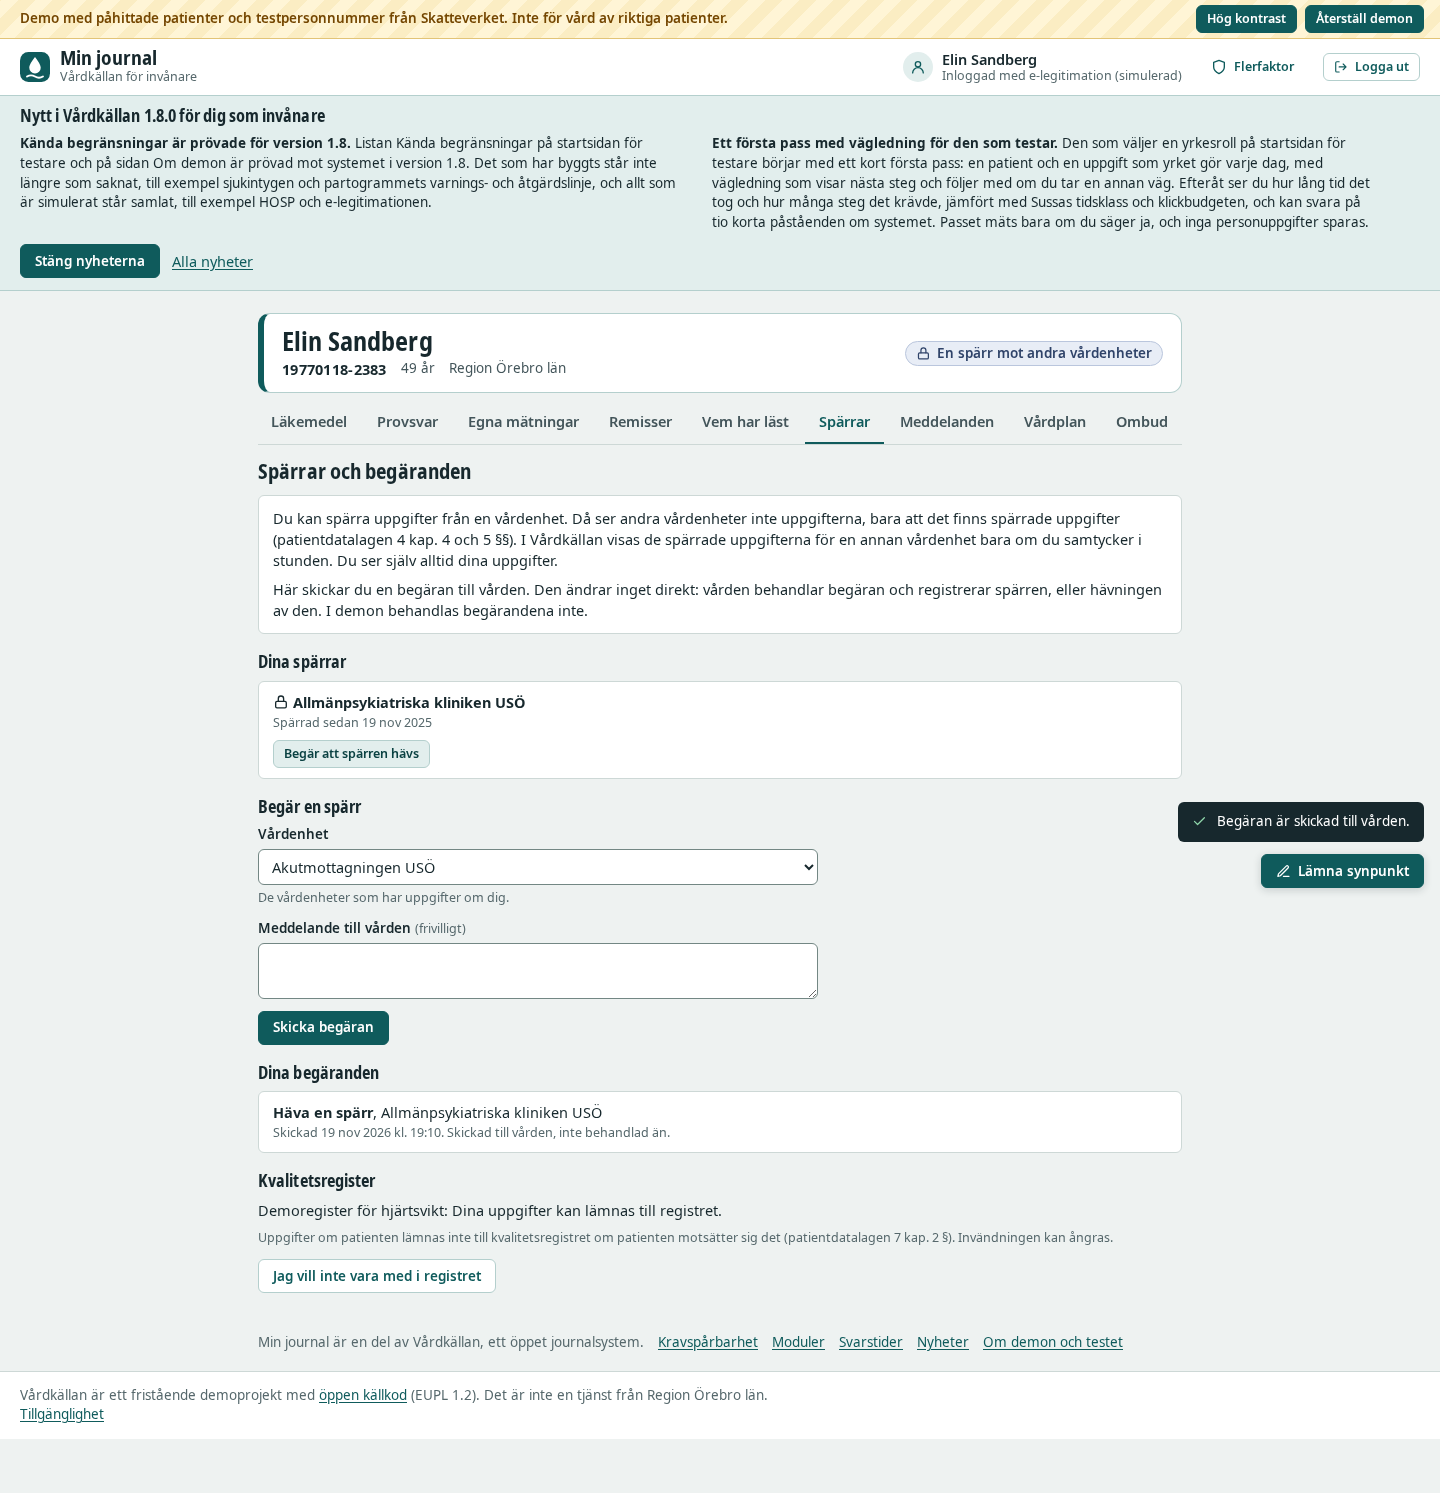 Demo med påhittade patienter och testpersonnummer från Skatteverket. Inte för vård av riktiga patienter.
Hög kontrast
Återställ demon
Min journal
Vårdkällan för invånare
Elin Sandberg
Inloggad med e-legitimation (simulerad)
Flerfaktor
Logga ut
Nytt i Vårdkällan 1.8.0 för dig som invånare
Kända begränsningar är prövade för version 1.8. Listan Kända begränsningar på startsidan för
testare och på sidan Om demon är prövad mot systemet i version 1.8. Det som har byggts står inte
längre som saknat, till exempel sjukintygen och partogrammets varnings- och åtgärdslinje, och allt som
är simulerat står samlat, till exempel HOSP och e-legitimationen.
Ett första pass med vägledning för den som testar. Den som väljer en yrkesroll på startsidan för
testare börjar med ett kort första pass: en patient och en uppgift som yrket gör varje dag, med
vägledning som visar nästa steg och följer med om du tar en annan väg. Efteråt ser du hur lång tid det
tog och hur många steg det krävde, jämfört med Sussas tidsklass och klickbudgeten, och kan svara på
tio korta påståenden om systemet. Passet mäts bara om du säger ja, och inga personuppgifter sparas.
Stäng nyheterna
Alla nyheter
Elin Sandberg
19770118-2383 49 år Region Örebro län
En spärr mot andra vårdenheter
Läkemedel Provsvar Egna mätningar Remisser Vem har läst Spärrar Meddelanden Vårdplan Ombud
Spärrar och begäranden
Du kan spärra uppgifter från en vårdenhet. Då ser andra vårdenheter inte uppgifterna, bara att det finns spärrade uppgifter
(patientdatalagen 4 kap. 4 och 5 §§). I Vårdkällan visas de spärrade uppgifterna för en annan vårdenhet bara om du samtycker i
stunden. Du ser själv alltid dina uppgifter.
Här skickar du en begäran till vården. Den ändrar inget direkt: vården behandlar begäran och registrerar spärren, eller hävningen
av den. I demon behandlas begärandena inte.
Dina spärrar
Allmänpsykiatriska kliniken USÖ
Spärrad sedan 19 nov 2025
Begär att spärren hävs
Begär en spärr
Vårdenhet
Akutmottagningen USÖ
De vårdenheter som har uppgifter om dig.
Begäran är skickad till vården.
Lämna synpunkt
Meddelande till vården (frivilligt)
Skicka begäran
Dina begäranden
Häva en spärr, Allmänpsykiatriska kliniken USÖ
Skickad 19 nov 2026 kl. 19:10. Skickad till vården, inte behandlad än.
Kvalitetsregister
Demoregister för hjärtsvikt: Dina uppgifter kan lämnas till registret.
Uppgifter om patienten lämnas inte till kvalitetsregistret om patienten motsätter sig det (patientdatalagen 7 kap. 2 §). Invändningen kan ångras.
Jag vill inte vara med i registret
Min journal är en del av Vårdkällan, ett öppet journalsystem. Kravspårbarhet Moduler Svarstider Nyheter Om demon och testet
Vårdkällan är ett fristående demoprojekt med öppen källkod (EUPL 1.2). Det är inte en tjänst från Region Örebro län.
Tillgänglighet